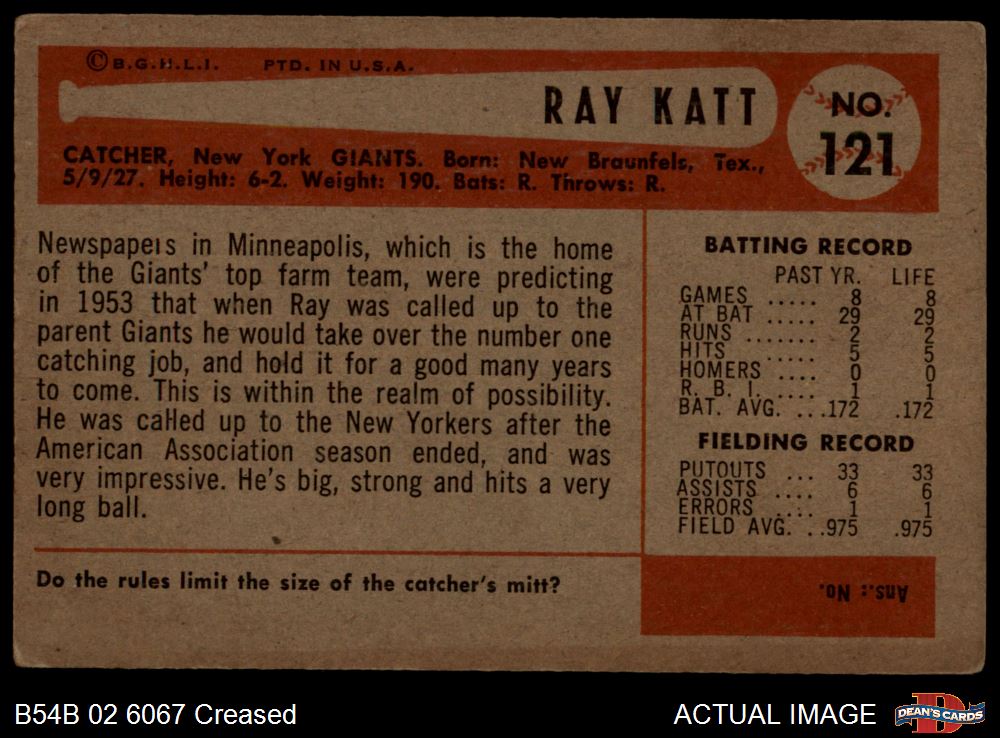 © B.G.H.L.I. PTD. IN U.S.A.
RAY KATT
NO.
121
CATCHER, New York GIANTS. Born: New Braunfels, Tex.,
5/9/27. Height: 6-2. Weight: 190. Bats: R. Throws: R.
Newspapers in Minneapolis, which is the home
of the Giants' top farm team, were predicting
in 1953 that when Ray was called up to the
parent Giants he would take over the number one
catching job, and hold it for a good many years
to come. This is within the realm of possibility.
He was called up to the New Yorkers after the
American Association season ended, and was
very impressive. He's big, strong and hits a very
long ball.
BATTING RECORD
PAST YR. LIFE
GAMES ..... 8 8
AT BAT ..... 29 29
RUNS ....... 2 2
HITS ..... 5 5
HOMERS .... 0 0
R. B. I. .... 1 1
BAT. AVG. ...172 .172
FIELDING RECORD
PUTOUTS ... 33 33
ASSISTS .... 6 6
ERRORS .... 1 1
FIELD AVG. ..975 .975
Do the rules limit the size of the catcher's mitt?
Ans.: No.
B54B 02 6067 Creased
ACTUAL IMAGE
D
DEAN'S CARDS